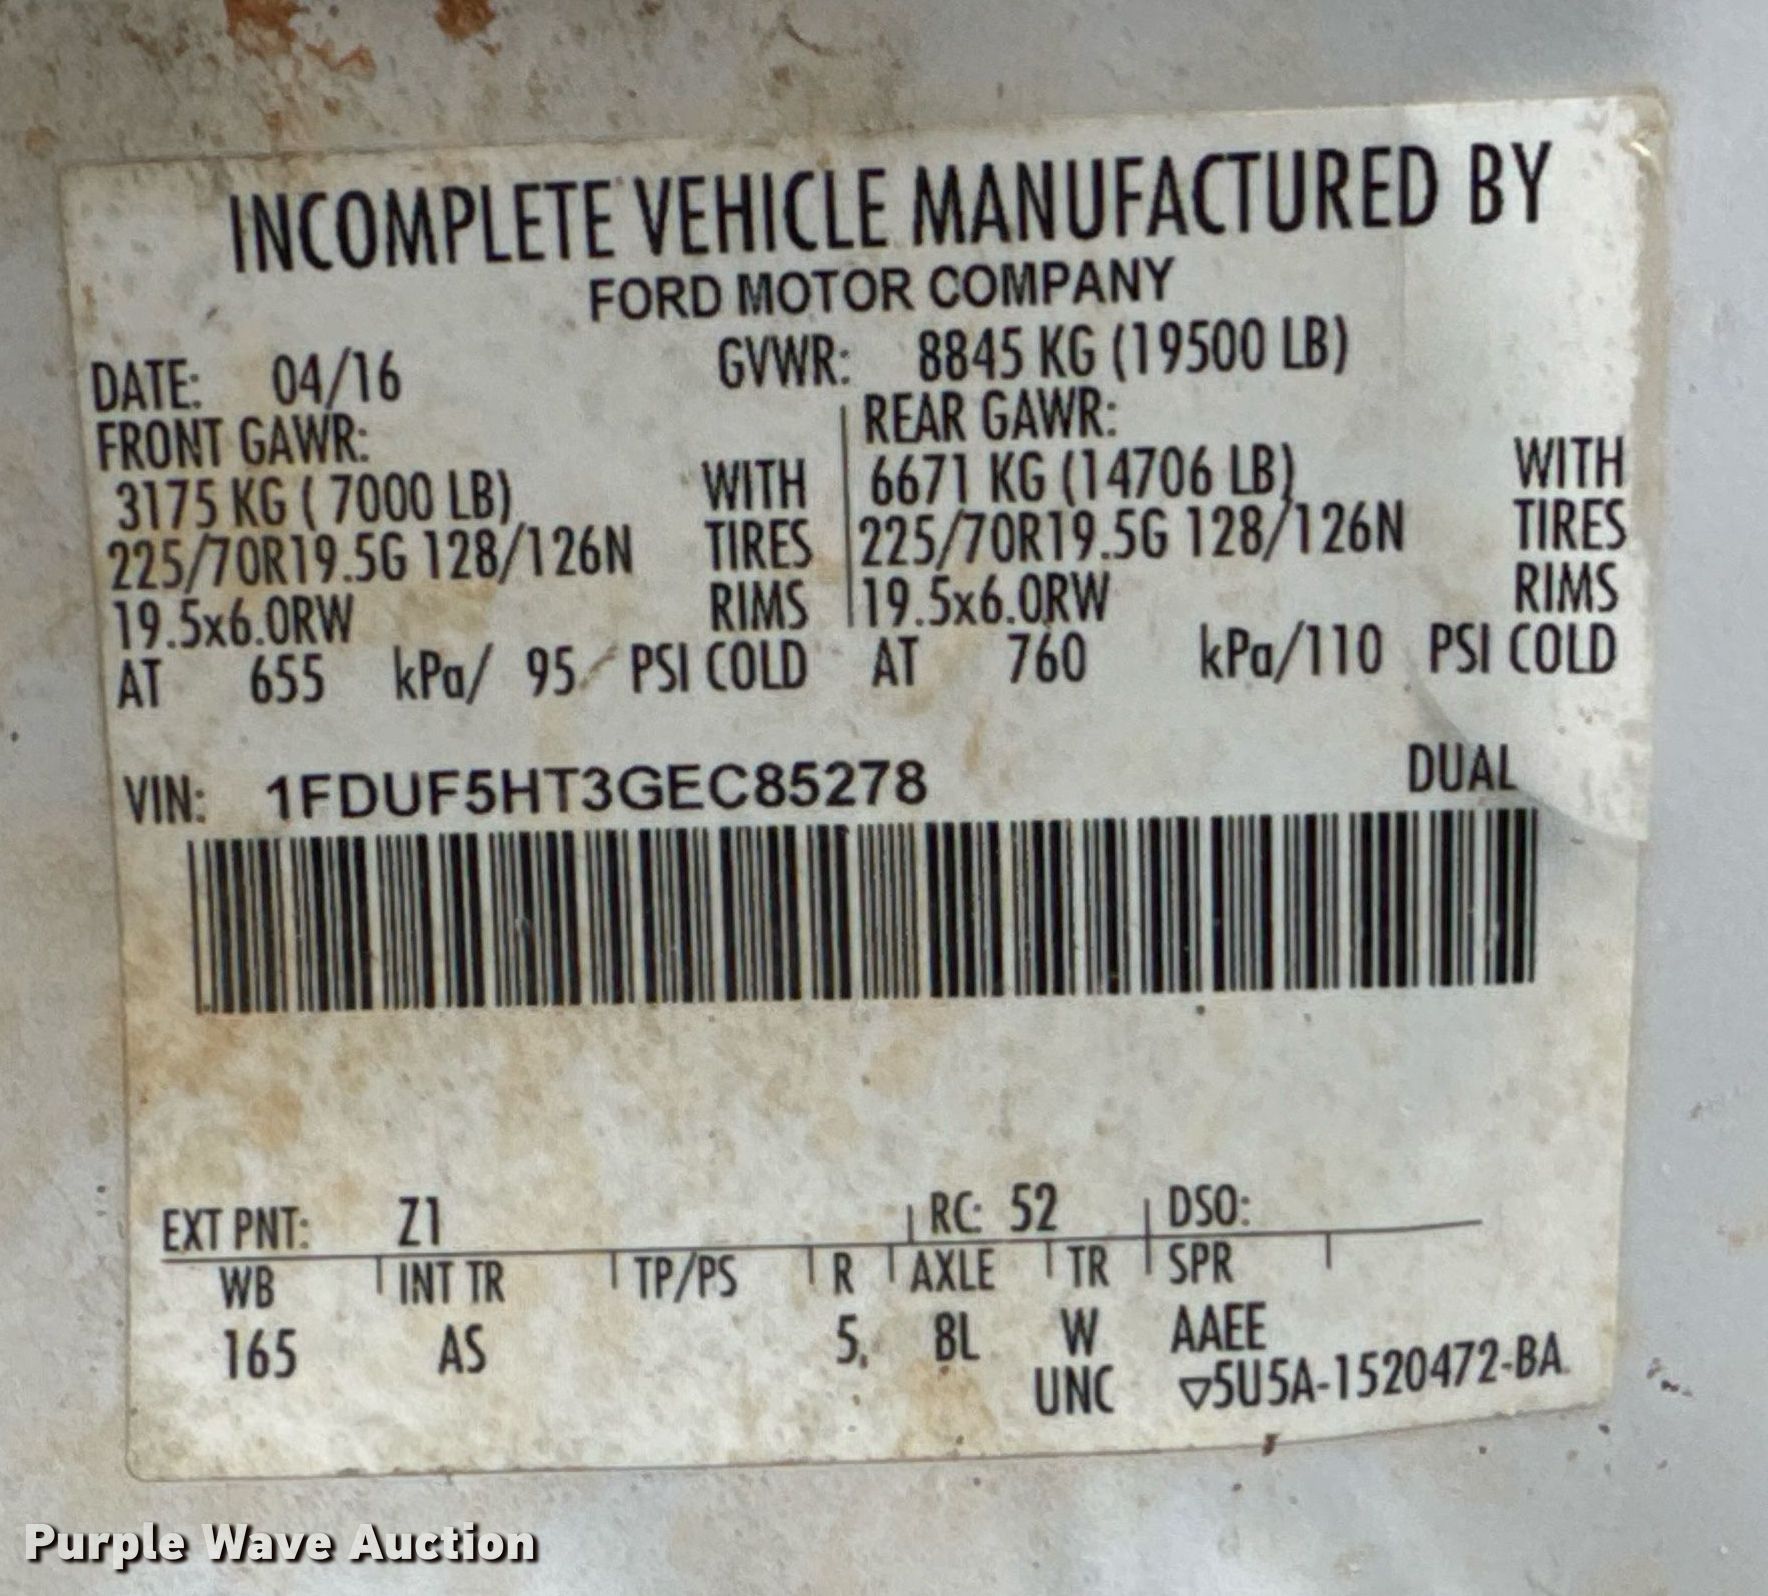 INCOMPLETE VEHICLE MANUFACTURED BY
FORD MOTOR COMPANY
DATE: 04/16 GVWR: 8845 KG (19500 LB)
FRONT GAWR: REAR GAWR:
3175 KG ( 7000 LB) WITH 6671 KG (14706 LB) WITH
225/70R19.5G 128/126N TIRES 225/70R19.5G 128/126N TIRES
19.5x6.0RW RIMS 19.5x6.0RW RIMS
AT 655 kPa/ 95 PSI COLD AT 760 kPa/110 PSI COLD
VIN: 1FDUF5HT3GEC85278 DUAL
EXT PNT: Z1 RC: 52 DSO:
WB INT TR TP/PS R AXLE TR SPR
165 AS 5. 8L W AAEE
UNC ▽5U5A-1520472-BA
Purple Wave Auction